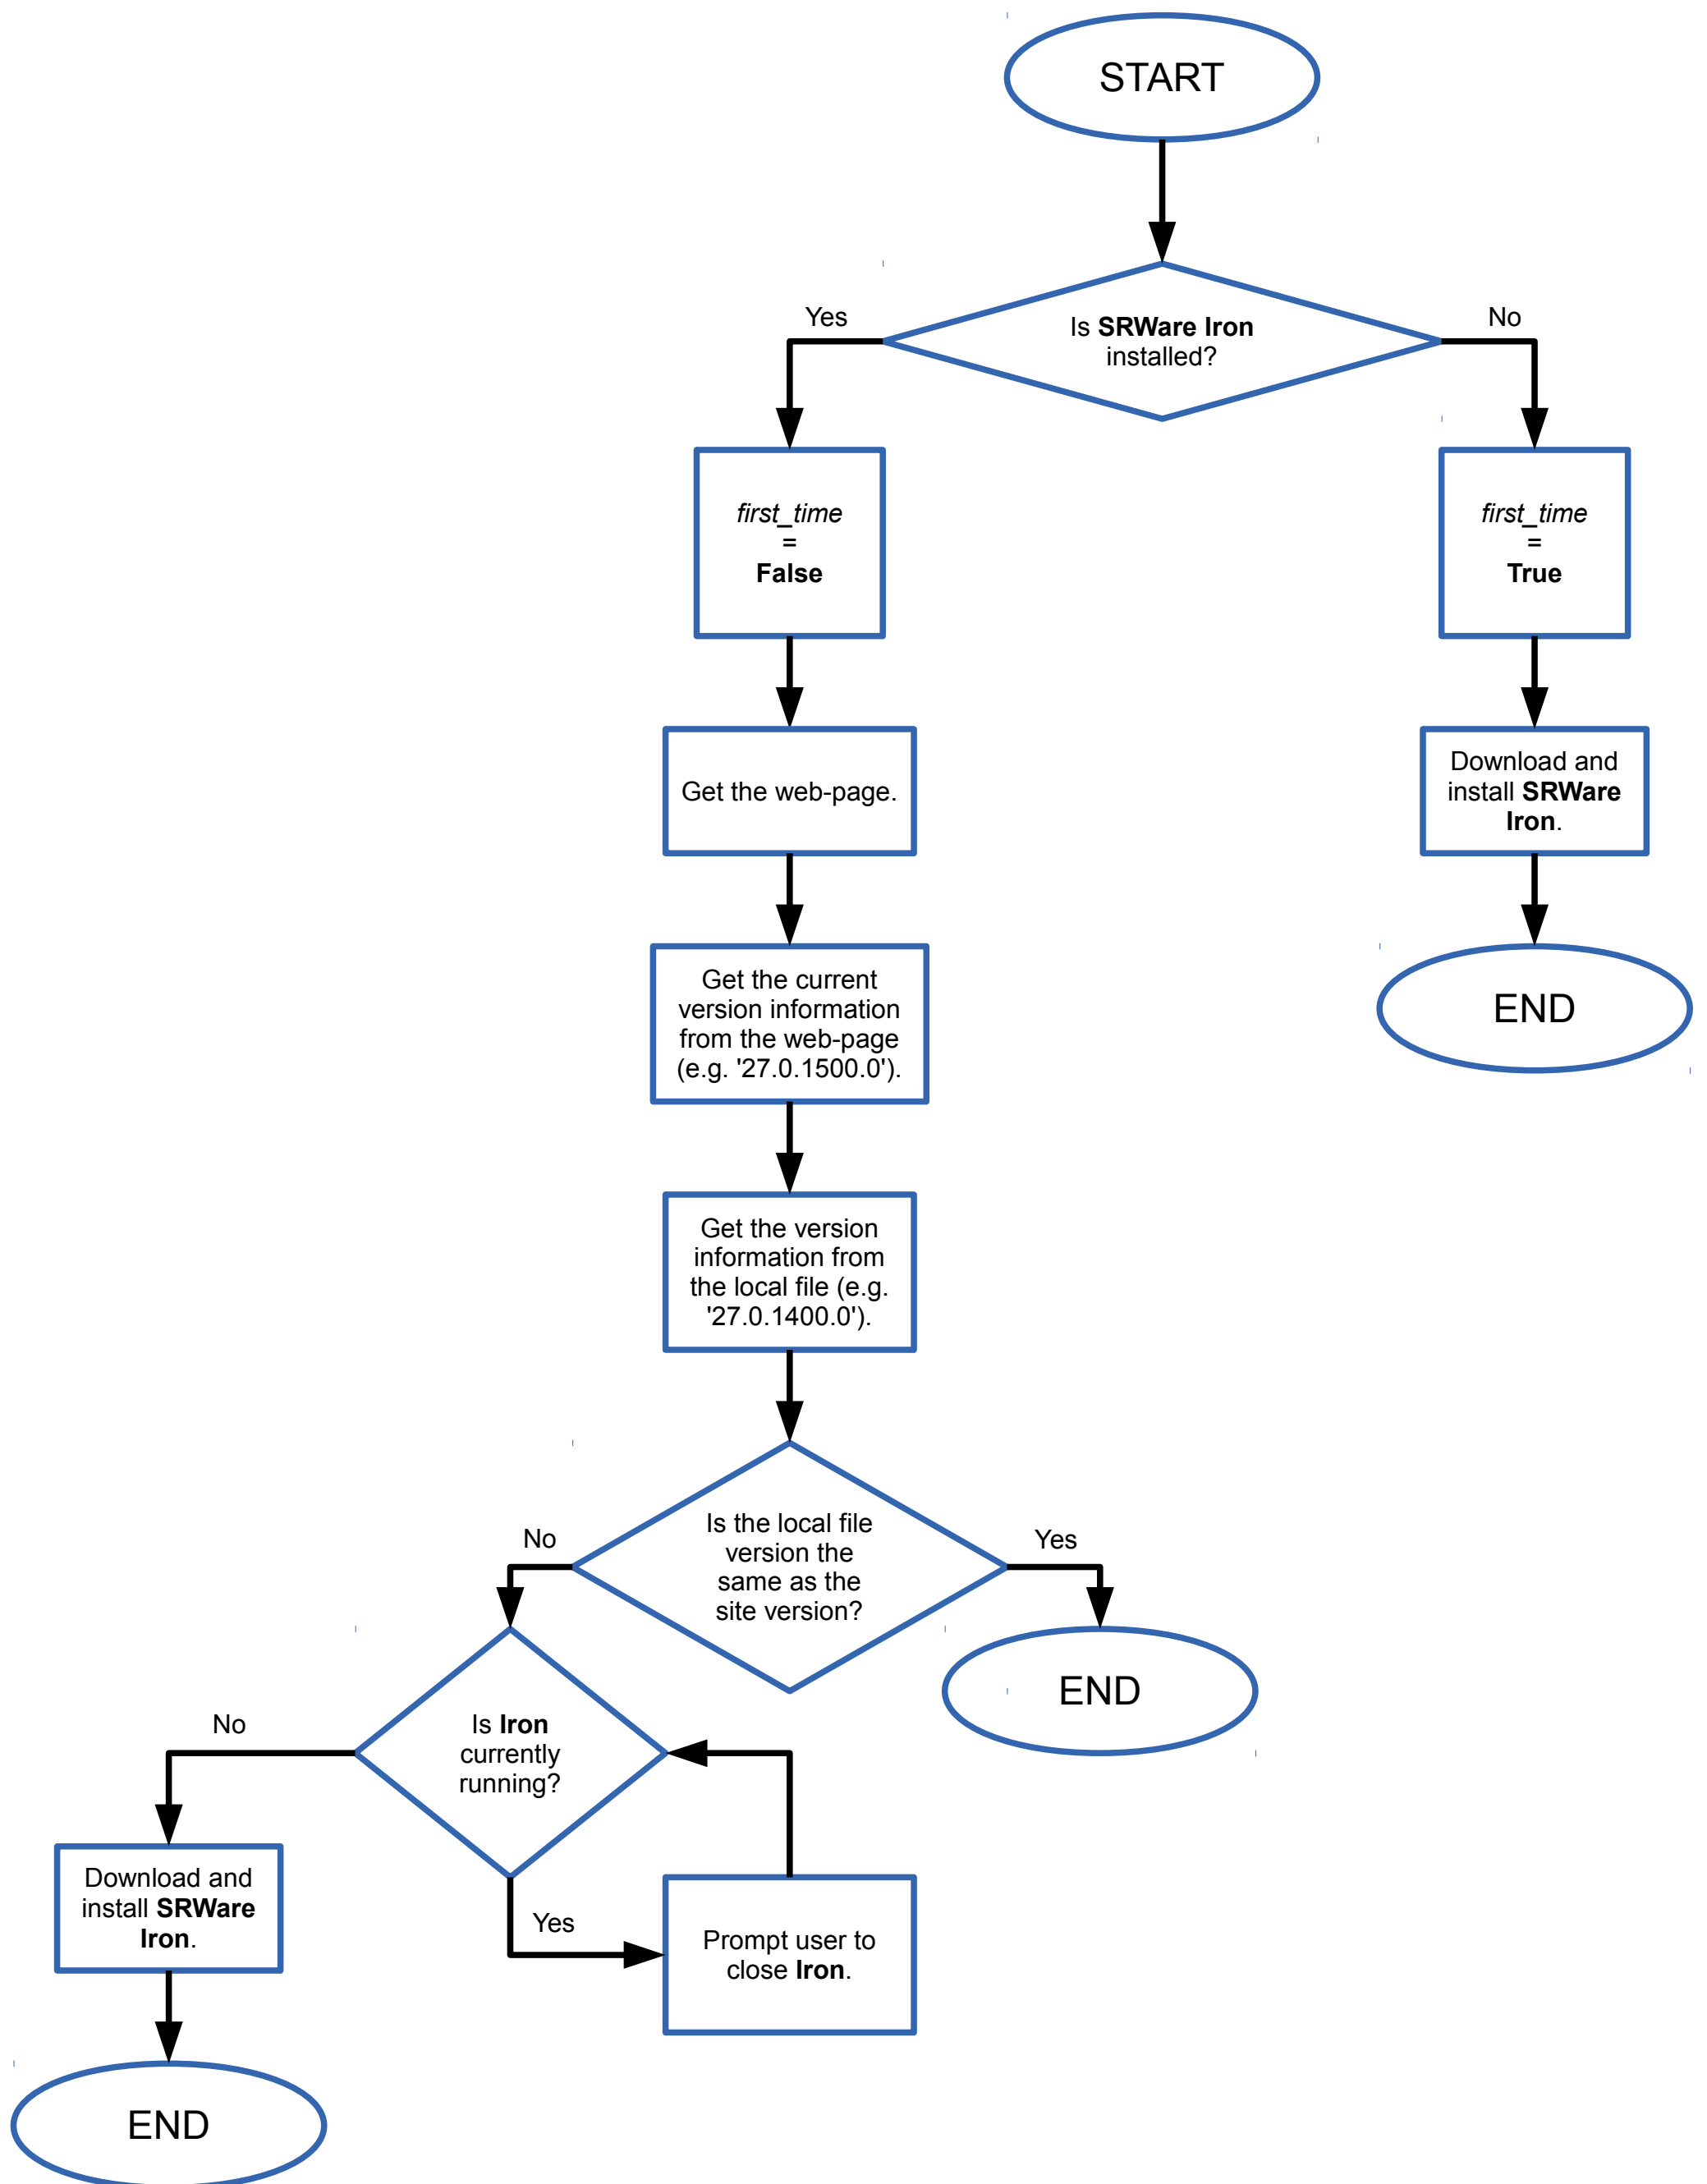 START
Yes
Is SRWare Iron
installed?
No
first_time
=
False
first_time
=
True
Get the web-page.
Download and
install SRWare
Iron.
Get the current
version information
from the web-page
(e.g. '27.0.1500.0').
END
Get the version
information from
the local file (e.g.
'27.0.1400.0').
No
Is the local file
version the
same as the
site version?
Yes
END
No
Is Iron
currently
running?
Download and
install SRWare
Iron.
Yes
Prompt user to
close Iron.
END